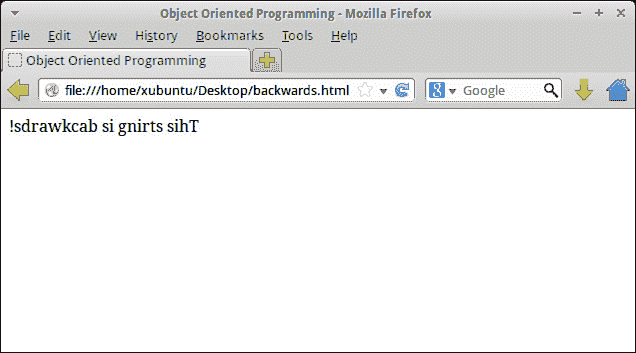 Object Oriented Programming - Mozilla Firefox
File Edit View History Bookmarks Tools Help
Object Oriented Programming
file:///home/xubuntu/Desktop/backwards.html 8 Google
!sdrawkcab si gnirts sihT